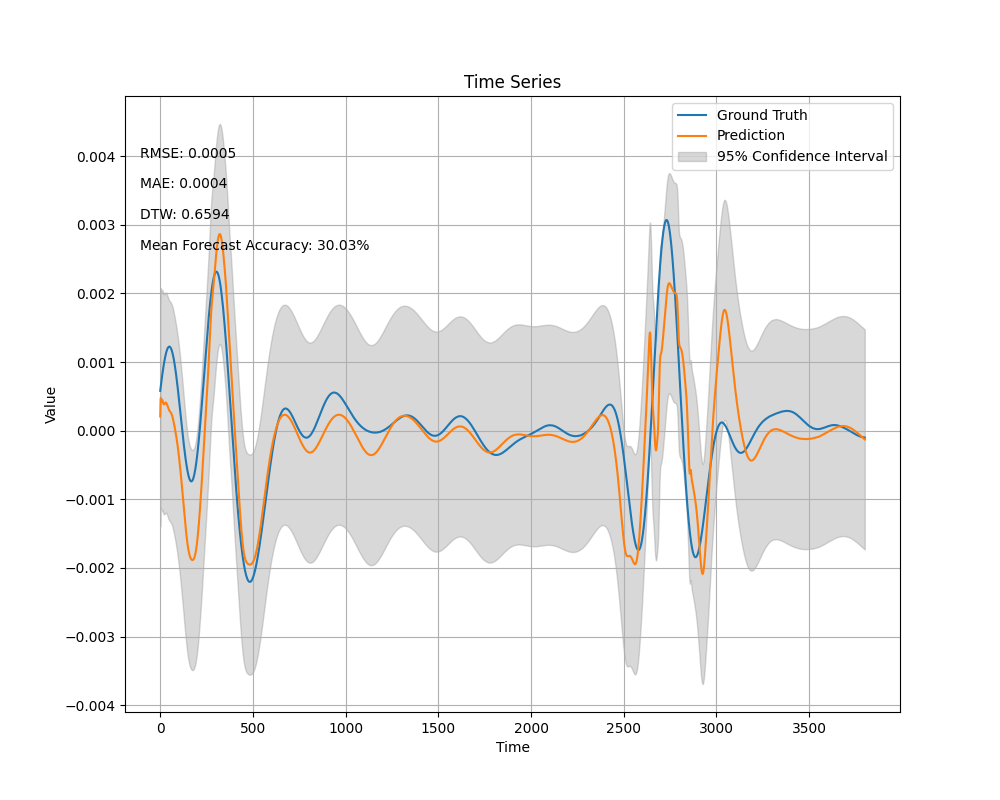 Time Series
Ground Truth
Prediction
95% Confidence Interval
RMSE: 0.0005
MAE: 0.0004
DTW: 0.6594
Mean Forecast Accuracy: 30.03%
0.004
0.003
0.002
0.001
0.000
−0.001
−0.002
−0.003
−0.004
Value
0 500 1000 1500 2000 2500 3000 3500
Time